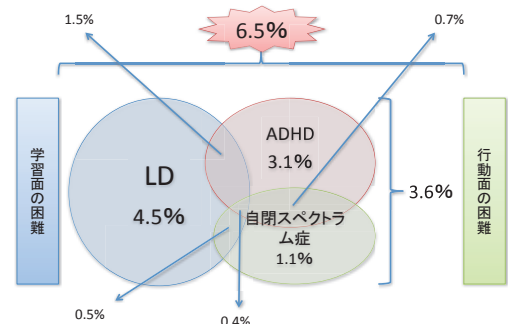 1.5%
6.5%
0.7%
学習面の困難
LD
4.5%
ADHD
3.1%
自閉スペクトラ
ム症
1.1%
3.6%
行動面の困難
0.5%
0.4%